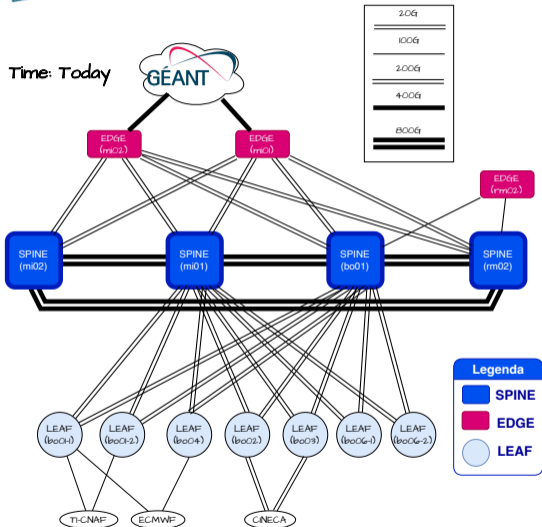 20G
100G
200G
400G
800G
Time: Today
GÉANT
EDGE
(mi02)
EDGE
(mi01)
EDGE
(rm02)
SPINE
(mi02)
SPINE
(mi01)
SPINE
(bo01)
SPINE
(rm02)
Legenda
SPINE
EDGE
LEAF
LEAF
(bo01-1)
LEAF
(bo01-2)
LEAF
(bo04)
LEAF
(bo02)
LEAF
(bo03)
LEAF
(bo06-1)
LEAF
(bo06-2)
T1-CNAF
ECMWF
CINECA